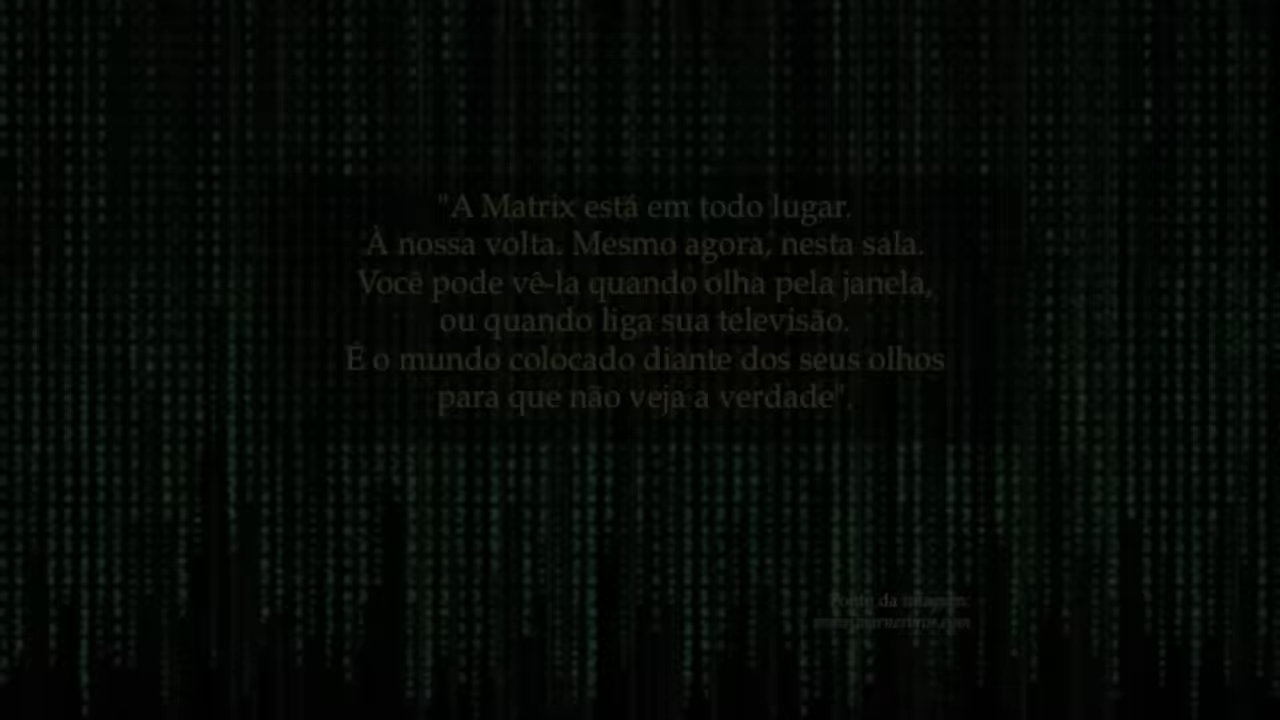 "A Matrix está em todo lugar.
À nossa volta. Mesmo agora, nesta sala.
Você pode vê-la quando olha pela janela,
ou quando liga sua televisão.
É o mundo colocado diante dos seus olhos
para que não veja a verdade".
Fonte da imagem: